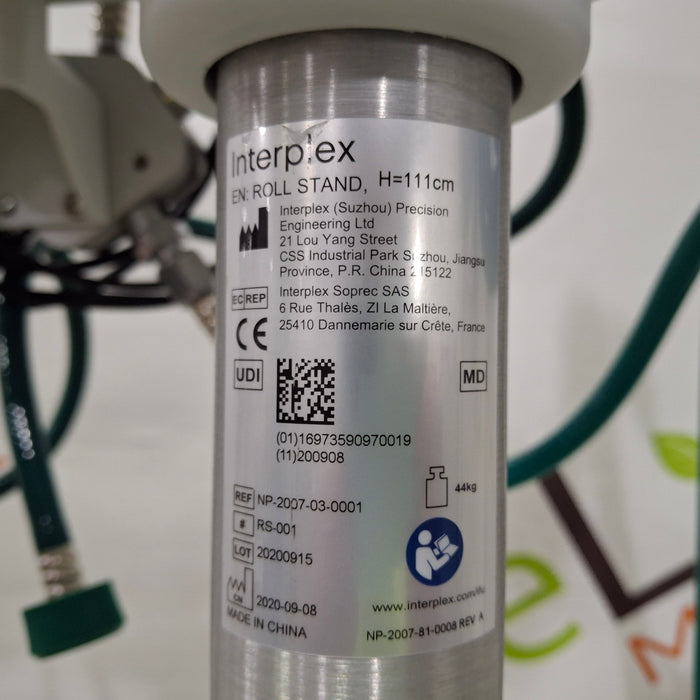 Interplex
EN: ROLL STAND, H=111cm
Interplex (Suzhou) Precision
Engineering Ltd
21 Lou Yang Street
CSS Industrial Park Suzhou, Jiangsu
Province, P.R. China 215122
EC REP
Interplex Soprec SAS
6 Rue Thalès, ZI La Maltière,
25410 Dannemarie sur Crête, France
CE
UDI
MD
(01)16973590970019
(11)200908
44kg
REF NP-2007-03-0001
# RS-001
LOT 20200915
CN 2020-09-08
MADE IN CHINA
www.interplex.com/ifu
NP-2007-81-0008 REV A